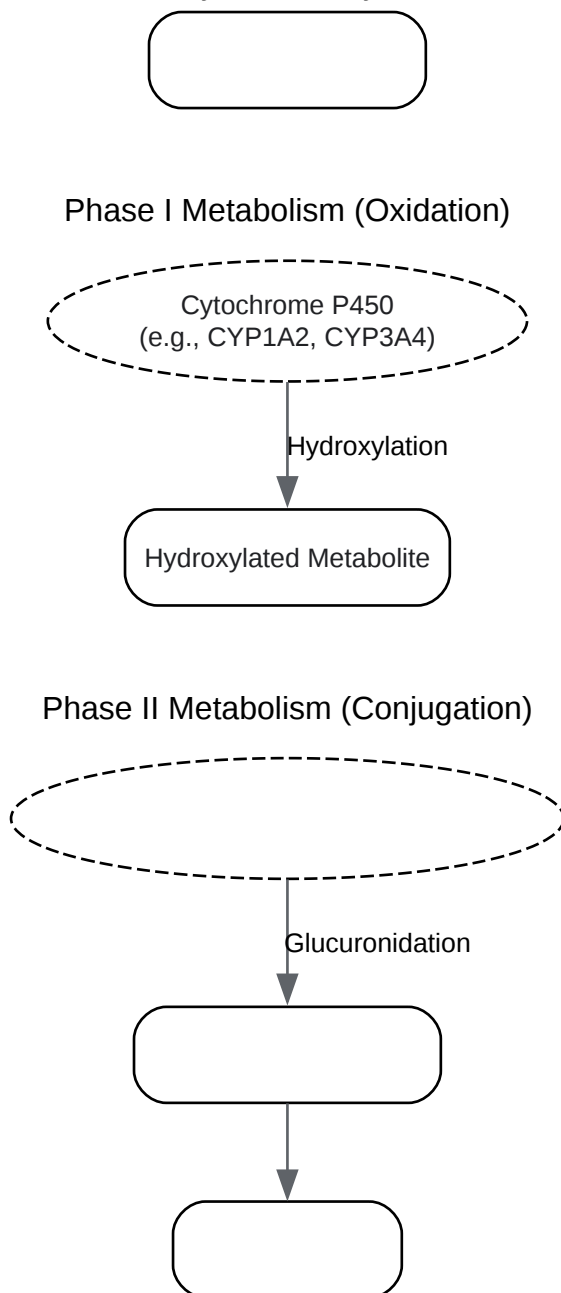 Phase I Metabolism (Oxidation)
Cytochrome P450
(e.g., CYP1A2, CYP3A4)
Hydroxylation
Hydroxylated Metabolite
Phase II Metabolism (Conjugation)
Glucuronidation